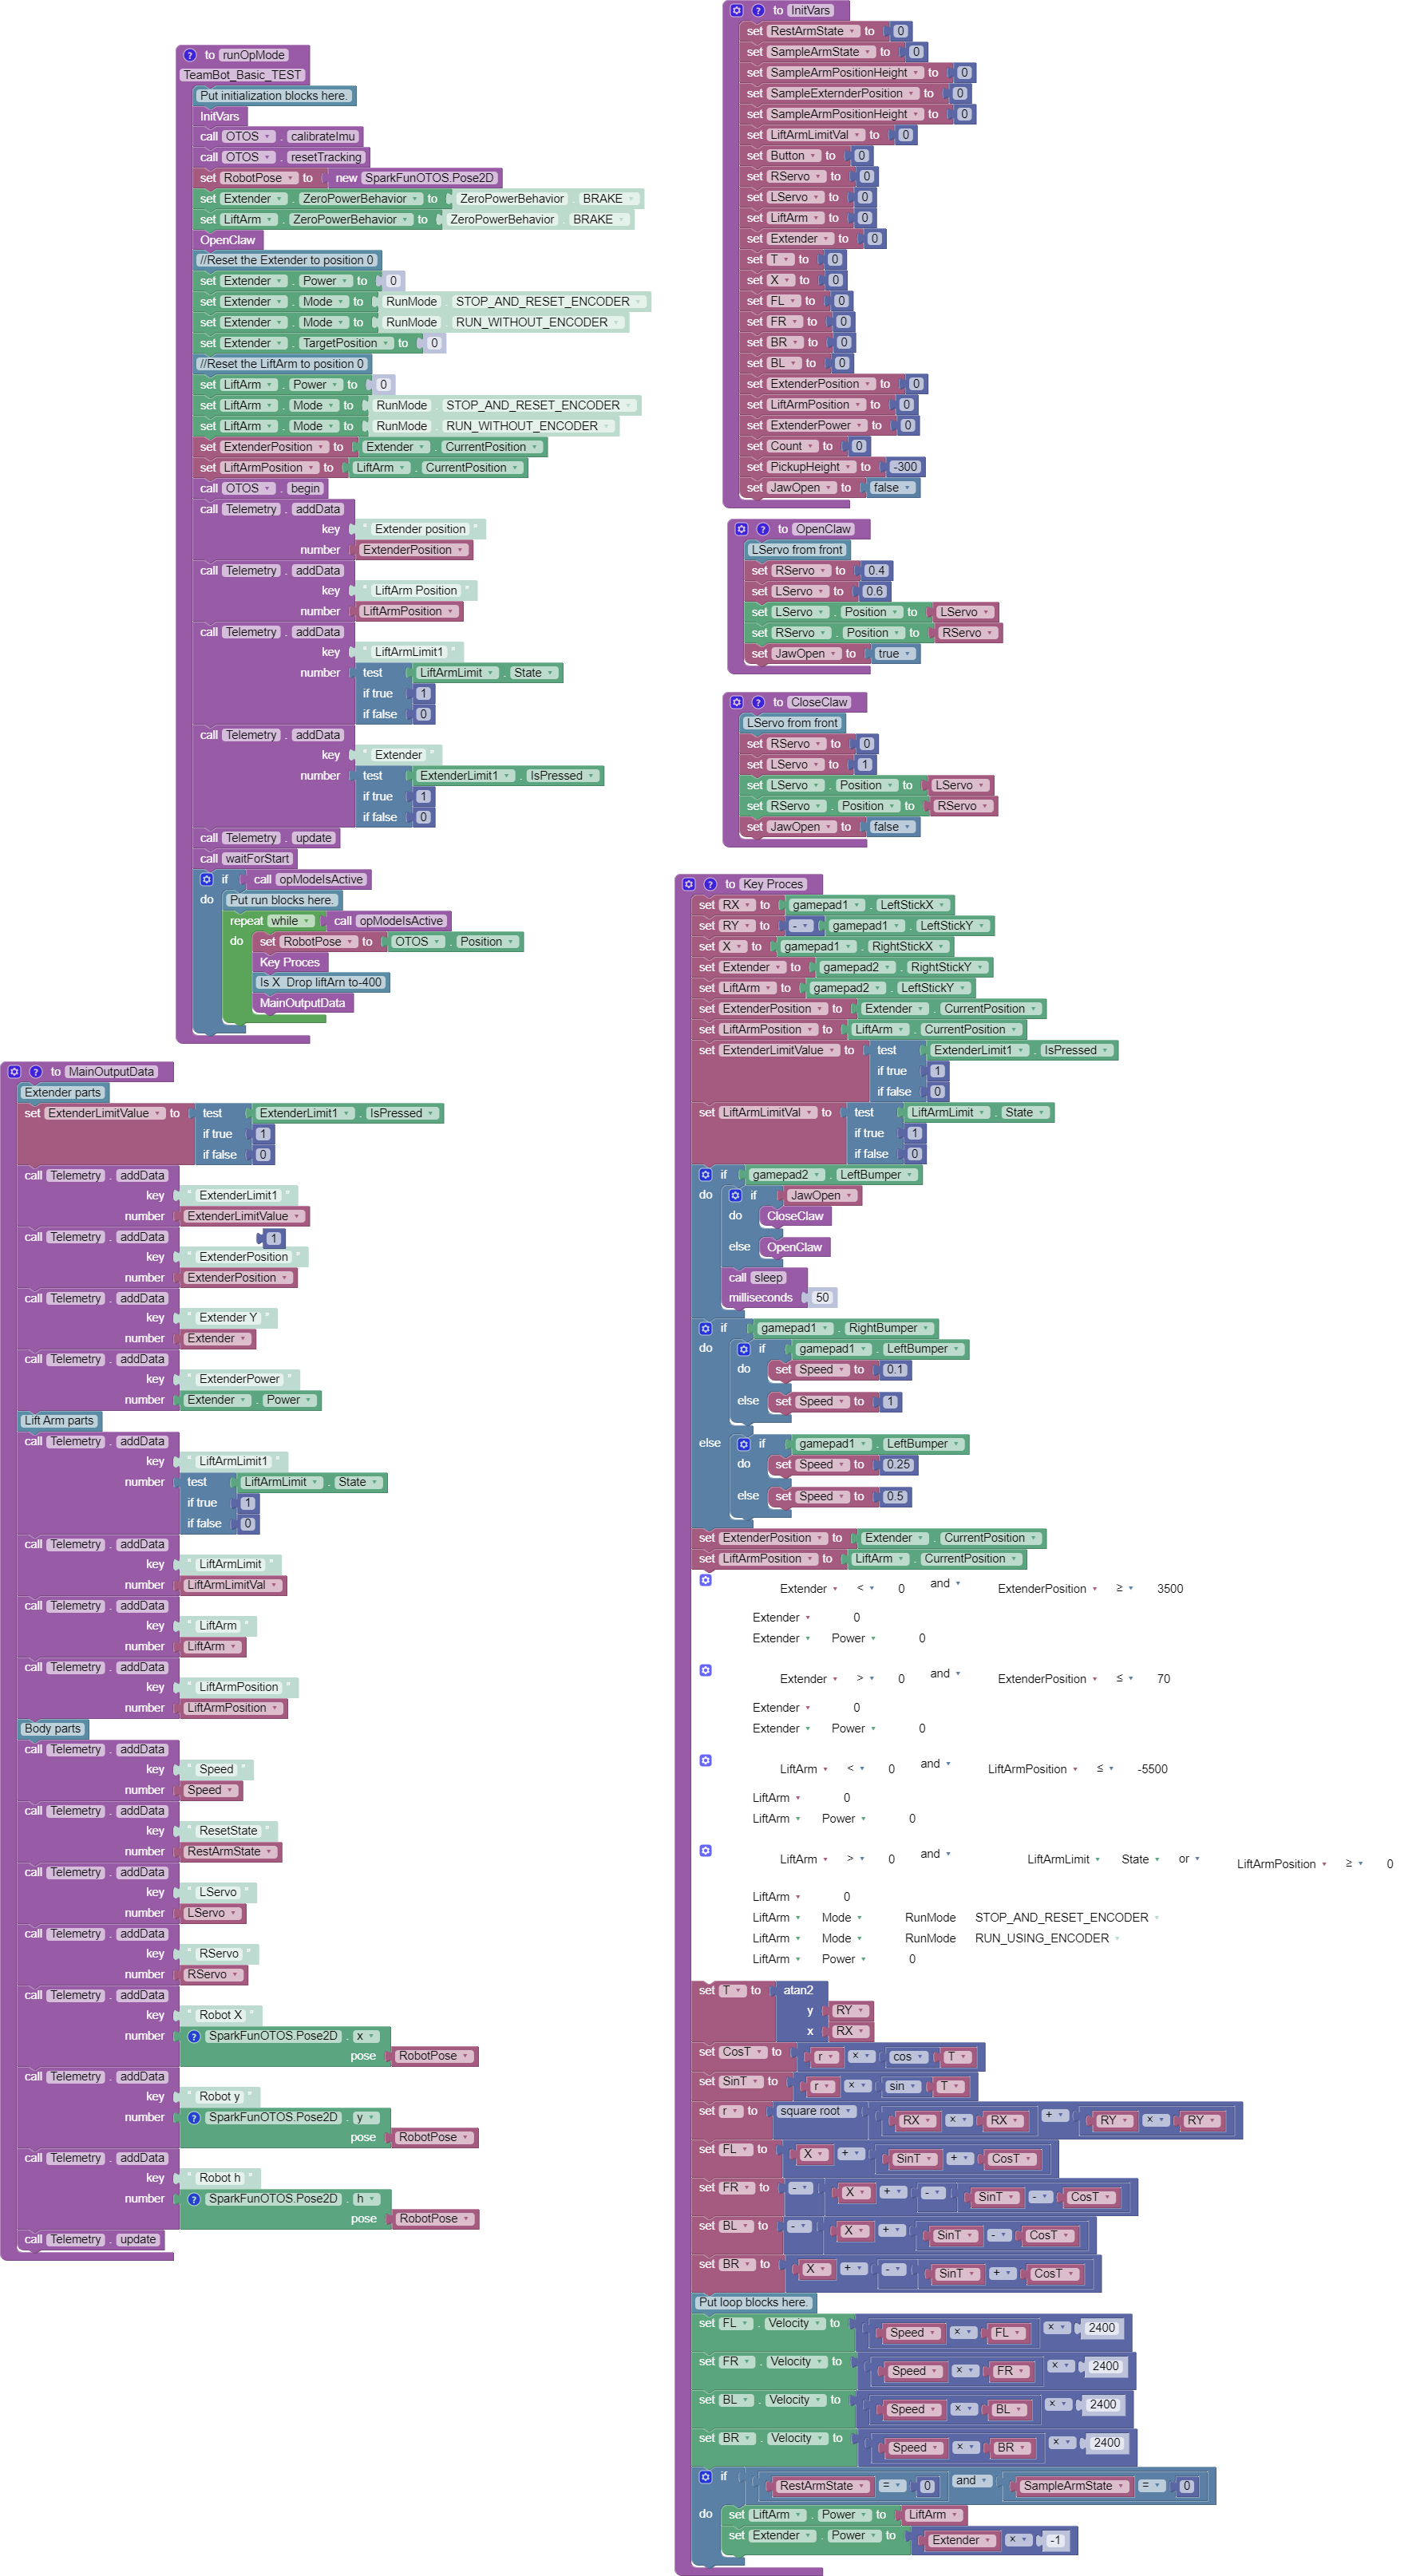 to runOpMode
TeamBot_Basic_TEST
Put initialization blocks here.
InitVars
call OTOS . calibrateImu
call OTOS . resetTracking
set RobotPose to new SparkFunOTOS.Pose2D
set Extender . ZeroPowerBehavior to ZeroPowerBehavior . BRAKE
set LiftArm . ZeroPowerBehavior to ZeroPowerBehavior . BRAKE
OpenClaw
//Reset the Extender to position 0
set Extender . Power to 0
set Extender . Mode to RunMode . STOP_AND_RESET_ENCODER
set Extender . Mode to RunMode . RUN_WITHOUT_ENCODER
set Extender . TargetPosition to 0
//Reset the LiftArm to position 0
set LiftArm . Power to 0
set LiftArm . Mode to RunMode . STOP_AND_RESET_ENCODER
set LiftArm . Mode to RunMode . RUN_WITHOUT_ENCODER
set ExtenderPosition to Extender . CurrentPosition
set LiftArmPosition to LiftArm . CurrentPosition
call OTOS . begin
call Telemetry . addData
key " Extender position "
number ExtenderPosition
call Telemetry . addData
key " LiftArm Position "
number LiftArmPosition
call Telemetry . addData
key " LiftArmLimit1 "
number test LiftArmLimit . State
if true 1
if false 0
call Telemetry . addData
key " Extender "
number test ExtenderLimit1 . IsPressed
if true 1
if false 0
call Telemetry . update
call waitForStart
if call opModeIsActive
do Put run blocks here.
repeat while call opModeIsActive
do set RobotPose to OTOS . Position
Key Proces
Is X Drop liftArn to-400
MainOutputData
to MainOutputData
Extender parts
set ExtenderLimitValue to test ExtenderLimit1 . IsPressed
if true 1
if false 0
call Telemetry . addData
key " ExtenderLimit1 "
number ExtenderLimitValue
call Telemetry . addData
1
key " ExtenderPosition "
number ExtenderPosition
call Telemetry . addData
key " Extender Y "
number Extender
call Telemetry . addData
key " ExtenderPower "
number Extender . Power
Lift Arm parts
call Telemetry . addData
key " LiftArmLimit1 "
number test LiftArmLimit . State
if true 1
if false 0
call Telemetry . addData
key " LiftArmLimit "
number LiftArmLimitVal
call Telemetry . addData
key " LiftArm "
number LiftArm
call Telemetry . addData
key " LiftArmPosition "
number LiftArmPosition
Body parts
call Telemetry . addData
key " Speed "
number Speed
call Telemetry . addData
key " ResetState "
number RestArmState
call Telemetry . addData
key " LServo "
number LServo
call Telemetry . addData
key " RServo "
number RServo
call Telemetry . addData
key " Robot X "
number SparkFunOTOS.Pose2D . x
pose RobotPose
call Telemetry . addData
key " Robot y "
number SparkFunOTOS.Pose2D . y
pose RobotPose
call Telemetry . addData
key " Robot h "
number SparkFunOTOS.Pose2D . h
pose RobotPose
call Telemetry . update
to InitVars
set RestArmState to 0
set SampleArmState to 0
set SampleArmPositionHeight to 0
set SampleExternderPosition to 0
set SampleArmPositionHeight to 0
set LiftArmLimitVal to 0
set Button to 0
set RServo to 0
set LServo to 0
set LiftArm to 0
set Extender to 0
set T to 0
set X to 0
set FL to 0
set FR to 0
set BR to 0
set BL to 0
set ExtenderPosition to 0
set LiftArmPosition to 0
set ExtenderPower to 0
set Count to 0
set PickupHeight to -300
set JawOpen to false
to OpenClaw
LServo from front
set RServo to 0.4
set LServo to 0.6
set LServo . Position to LServo
set RServo . Position to RServo
set JawOpen to true
to CloseClaw
LServo from front
set RServo to 0
set LServo to 1
set LServo . Position to LServo
set RServo . Position to RServo
set JawOpen to false
to Key Proces
set RX to gamepad1 . LeftStickX
set RY to - gamepad1 . LeftStickY
set X to gamepad1 . RightStickX
set Extender to gamepad2 . RightStickY
set LiftArm to gamepad2 . LeftStickY
set ExtenderPosition to Extender . CurrentPosition
set LiftArmPosition to LiftArm . CurrentPosition
set ExtenderLimitValue to test ExtenderLimit1 . IsPressed
if true 1
if false 0
set LiftArmLimitVal to test LiftArmLimit . State
if true 1
if false 0
if gamepad2 . LeftBumper
do if JawOpen
do CloseClaw
else OpenClaw
call sleep
milliseconds 50
if gamepad1 . RightBumper
do if gamepad1 . LeftBumper
do set Speed to 0.1
else set Speed to 1
else if gamepad1 . LeftBumper
do set Speed to 0.25
else set Speed to 0.5
set ExtenderPosition to Extender . CurrentPosition
set LiftArmPosition to LiftArm . CurrentPosition
Extender < 0 and ExtenderPosition ≥ 3500
Extender 0
Extender Power 0
Extender > 0 and ExtenderPosition ≤ 70
Extender 0
Extender Power 0
LiftArm < 0 and LiftArmPosition ≤ -5500
LiftArm 0
LiftArm Power 0
LiftArm > 0 and LiftArmLimit State or LiftArmPosition ≥ 0
LiftArm 0
LiftArm Mode RunMode STOP_AND_RESET_ENCODER
LiftArm Mode RunMode RUN_USING_ENCODER
LiftArm Power 0
set T to atan2
y RY
x RX
set CosT to r × cos T
set SinT to r × sin T
set r to square root RX × RX + RY × RY
set FL to X + SinT + CosT
set FR to - X + - SinT - CosT
set BL to - X + SinT - CosT
set BR to X + - SinT + CosT
Put loop blocks here.
set FL . Velocity to Speed × FL × 2400
set FR . Velocity to Speed × FR × 2400
set BL . Velocity to Speed × BL × 2400
set BR . Velocity to Speed × BR × 2400
if RestArmState = 0 and SampleArmState = 0
do set LiftArm . Power to LiftArm
set Extender . Power to Extender × -1